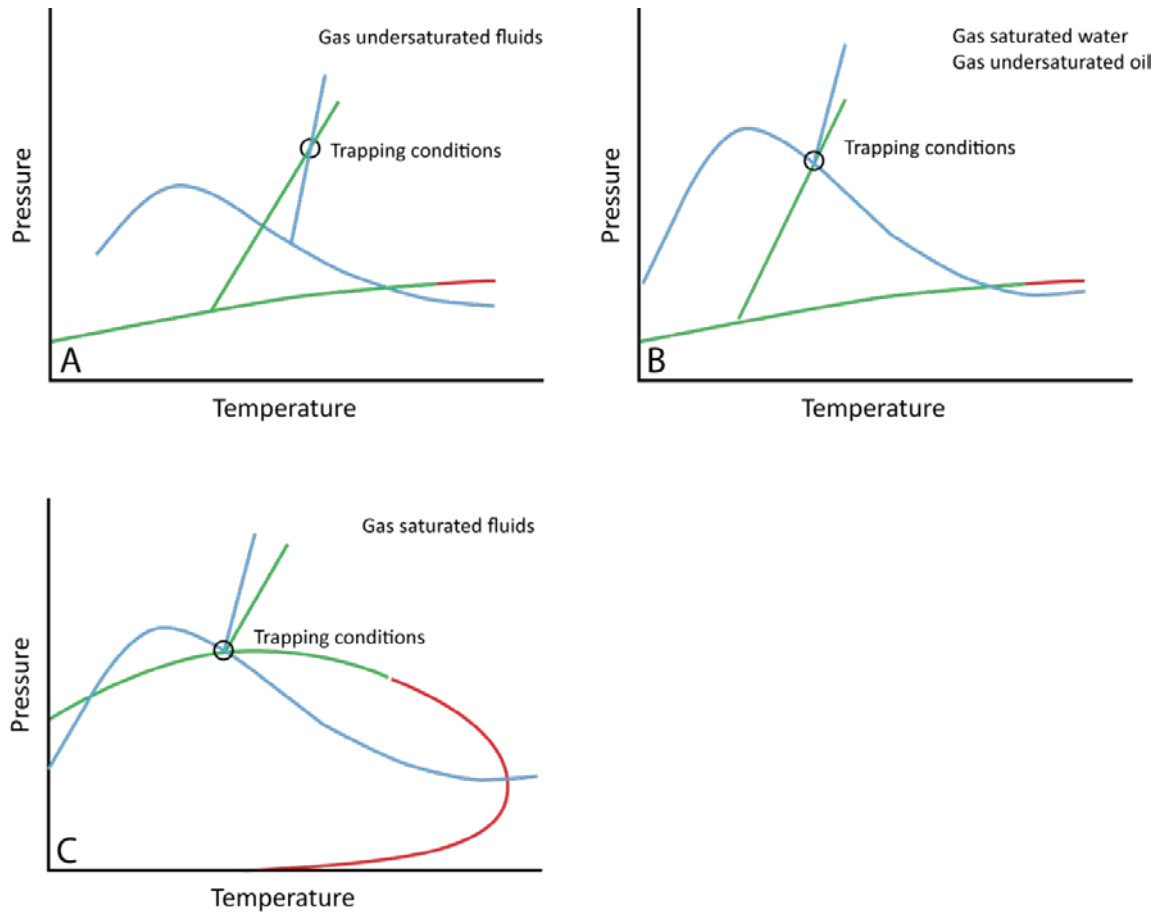 Gas undersaturated fluids
Trapping conditions
Pressure
A
Temperature
Gas saturated water
Gas undersaturated oil
Trapping conditions
Pressure
B
Temperature
Gas saturated fluids
Trapping conditions
Pressure
C
Temperature